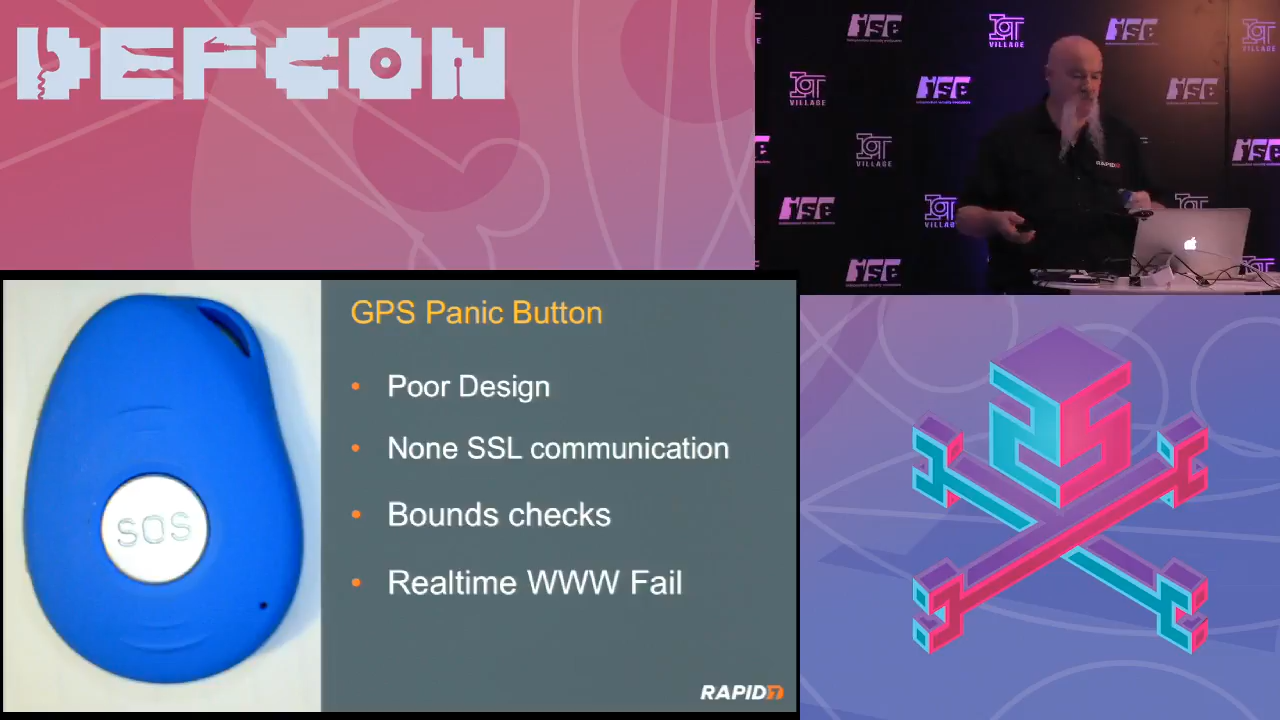 DEFCON
IOT VILLAGE
ISE
RAPID7
GPS Panic Button
• Poor Design
• None SSL communication
• Bounds checks
• Realtime WWW Fail
SOS
RAPID7